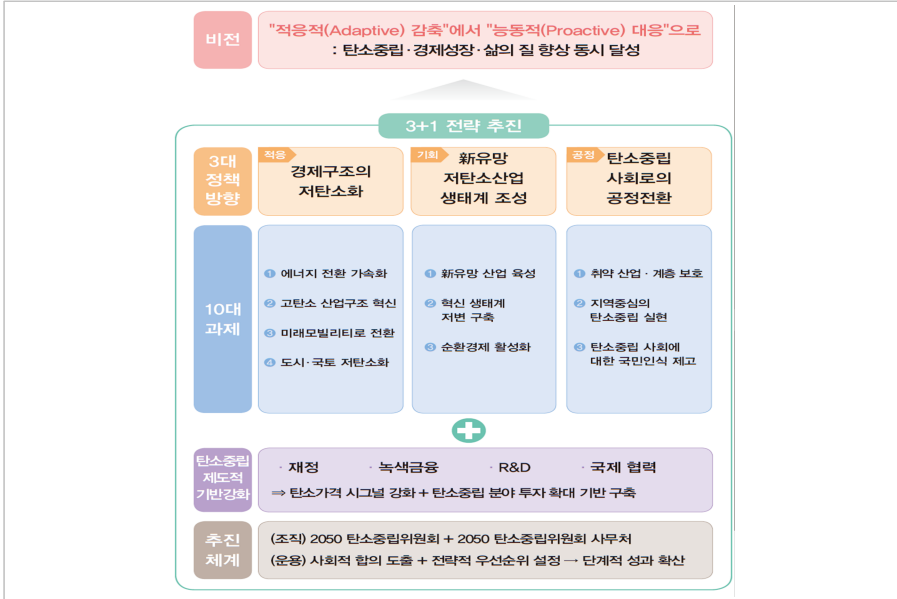 비전
"적응적(Adaptive) 감축"에서 "능동적(Proactive) 대응"으로
: 탄소중립·경제성장·삶의 질 향상 동시 달성
3+1 전략 추진
3대
정책
방향
적응
경제구조의
저탄소화
기회
新유망
저탄소산업
생태계 조성
공정
탄소중립
사회로의
공정전환
10대
과제
1 에너지 전환 가속화
2 고탄소 산업구조 혁신
3 미래모빌리티로 전환
4 도시·국토 저탄소화
1 新유망 산업 육성
2 혁신 생태계
저변 구축
3 순환경제 활성화
1 취약 산업·계층 보호
2 지역중심의
탄소중립 실현
3 탄소중립 사회에
대한 국민인식 제고
탄소중립
제도적
기반강화
· 재정 · 녹색금융 · R&D · 국제 협력
⇒ 탄소가격 시그널 강화 + 탄소중립 분야 투자 확대 기반 구축
추진
체계
(조직) 2050 탄소중립위원회 + 2050 탄소중립위원회 사무처
(운용) 사회적 합의 도출 + 전략적 우선순위 설정 → 단계적 성과 확산